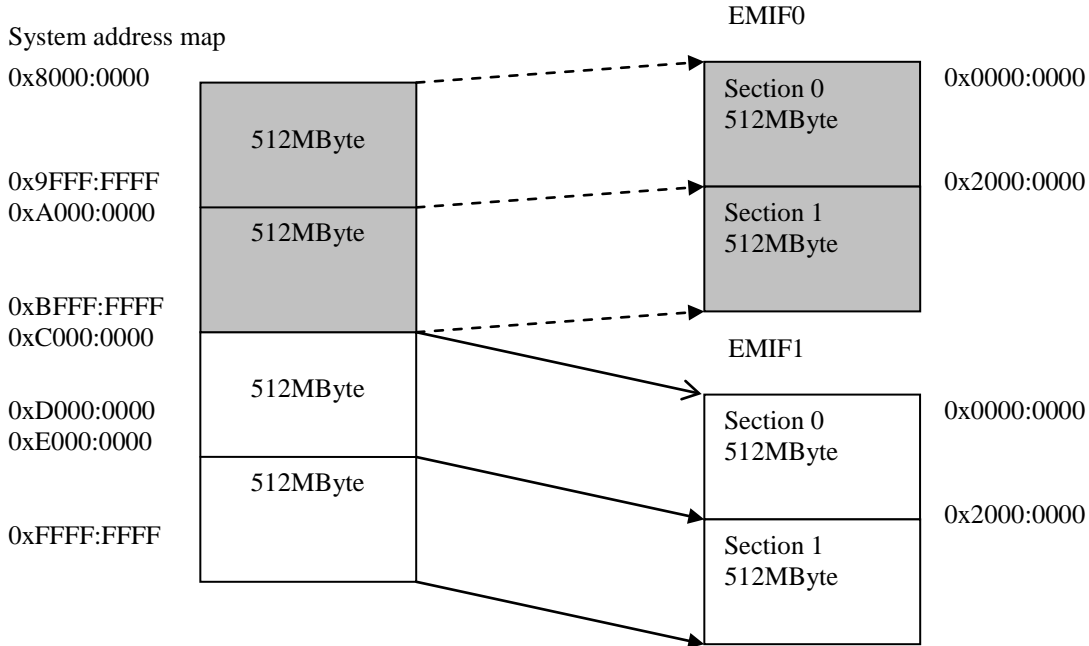 EMIF0
System address map
0x8000:0000
512MByte
0x9FFF:FFFF
0xA000:0000
512MByte
0xBFFF:FFFF
0xC000:0000
512MByte
0xD000:0000
0xE000:0000
512MByte
0xFFFF:FFFF
Section 0
512MByte
0x0000:0000
Section 1
512MByte
0x2000:0000
EMIF1
Section 0
512MByte
0x0000:0000
Section 1
512MByte
0x2000:0000